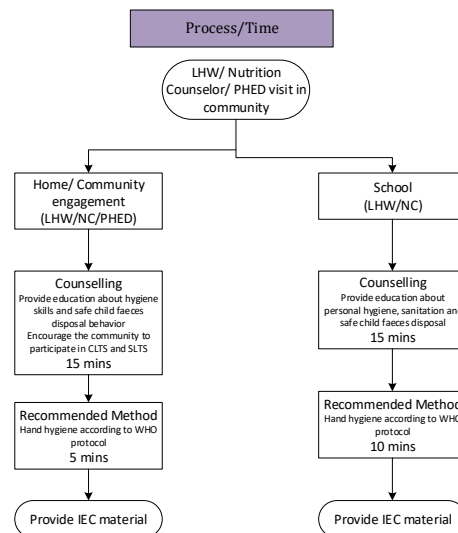 Process/Time
LHW/ Nutrition
Counselor/ PHED visit in
community
Home/ Community
engagement
(LHW/NC/PHED)
School
(LHW/NC)
Counselling
Provide education about hygiene
skills and safe child faeces
disposal behavior
Encourage the community to
participate in CLTS and SLTS
15 mins
Counselling
Provide education about
personal hygiene, sanitation and
safe child faeces disposal
15 mins
Recommended Method
Hand hygiene according to WHO
protocol
5 mins
Recommended Method
Hand hygiene according to WHO
protocol
10 mins
Provide IEC material
Provide IEC material